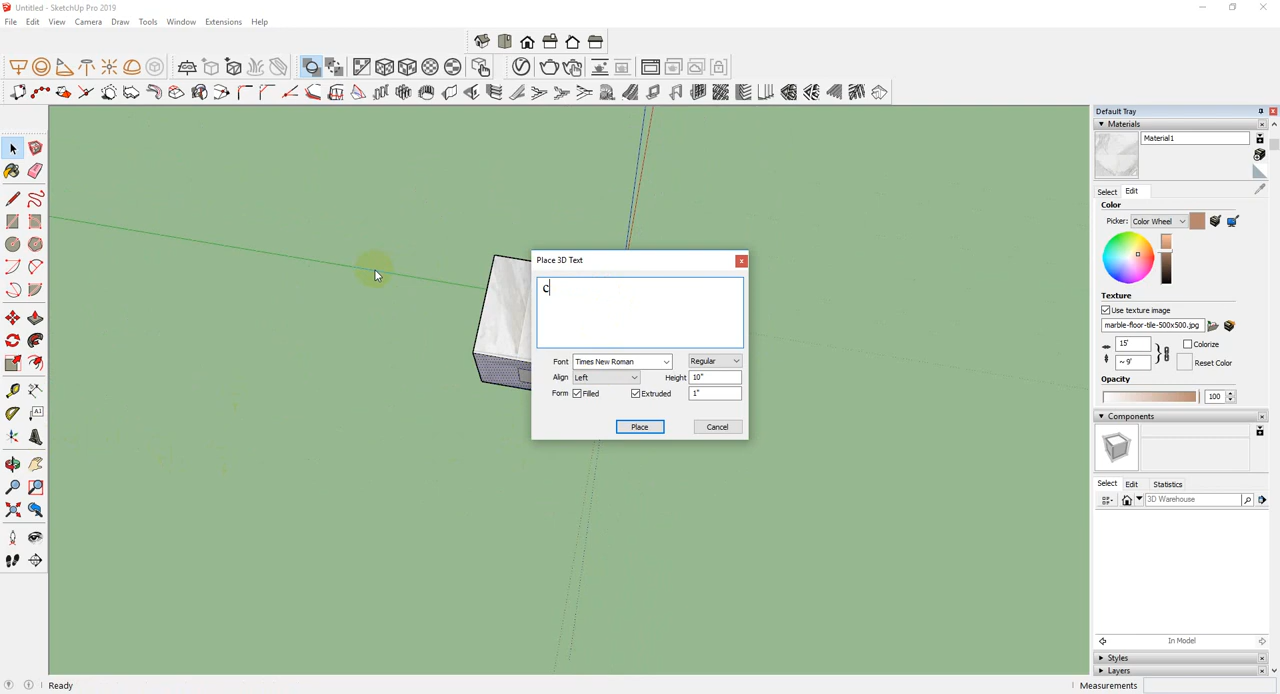 Untitled - SketchUp Pro 2019
File Edit View Camera Draw Tools Window Extensions Help
Default Tray
Materials
Material1
Select Edit
Color
Picker: Color Wheel
Texture
Use texture image
marble-floor-tile-500x500.jpg
15' Colorize
~ 9' Reset Color
Opacity
100
Components
Select Edit Statistics
3D Warehouse
In Model
Styles
Layers
Place 3D Text
c
Font Times New Roman Regular
Align Left Height 10"
Form Filled Extruded 1"
Place Cancel
Ready
Measurements